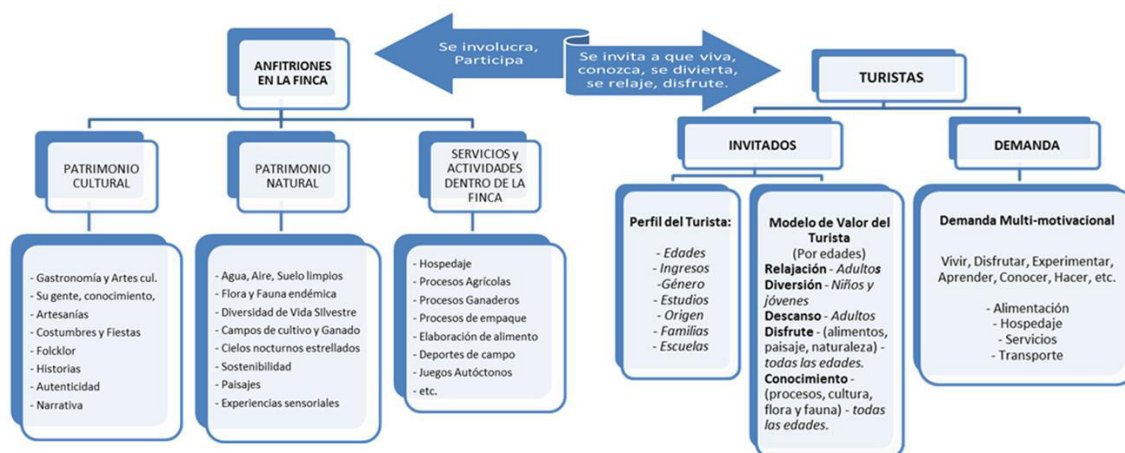 ANFITRIONES
EN LA FINCA
Se involucra,
Participa
Se invita a que viva,
conozca, se divierta,
se relaje, disfrute.
TURISTAS
PATRIMONIO
CULTURAL
PATRIMONIO
NATURAL
SERVICIOS y
ACTIVIDADES
DENTRO DE LA
FINCA
INVITADOS
DEMANDA
- Gastronomía y Artes cul.
- Su gente, conocimiento,
- Artesanías
- Costumbres y Fiestas
- Folcklor
- Historias
- Autenticidad
- Narrativa
- Agua, Aire, Suelo limpios
- Flora y Fauna endémica
- Diversidad de Vida SIlvestre
- Campos de cultivo y Ganado
- Cielos nocturnos estrellados
- Sostenibilidad
- Paisajes
- Experiencias sensoriales
- Hospedaje
- Procesos Agrícolas
- Procesos Ganaderos
- Procesos de empaque
- Elaboración de alimento
- Deportes de campo
- Juegos Autóctonos
- etc.
Perfil del Turista:
- Edades
- Ingresos
- Género
- Estudios
- Origen
- Familias
- Escuelas
Modelo de Valor del
Turista
(Por edades)
Relajación - Adultos
Diversión - Niños y
jóvenes
Descanso - Adultos
Disfrute - (alimentos,
paisaje, naturaleza) -
todas las edades.
Conocimiento -
(procesos, cultura,
flora y fauna) - todas
las edades.
Demanda Multi-motivacional
Vivir, Disfrutar, Experimentar,
Aprender, Conocer, Hacer, etc.
- Alimentación
- Hospedaje
- Servicios
- Transporte